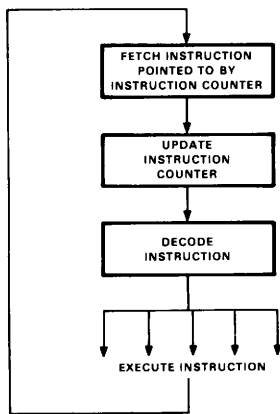 FETCH INSTRUCTION
POINTED TO BY
INSTRUCTION COUNTER
UPDATE
INSTRUCTION
COUNTER
DECODE
INSTRUCTION
EXECUTE INSTRUCTION